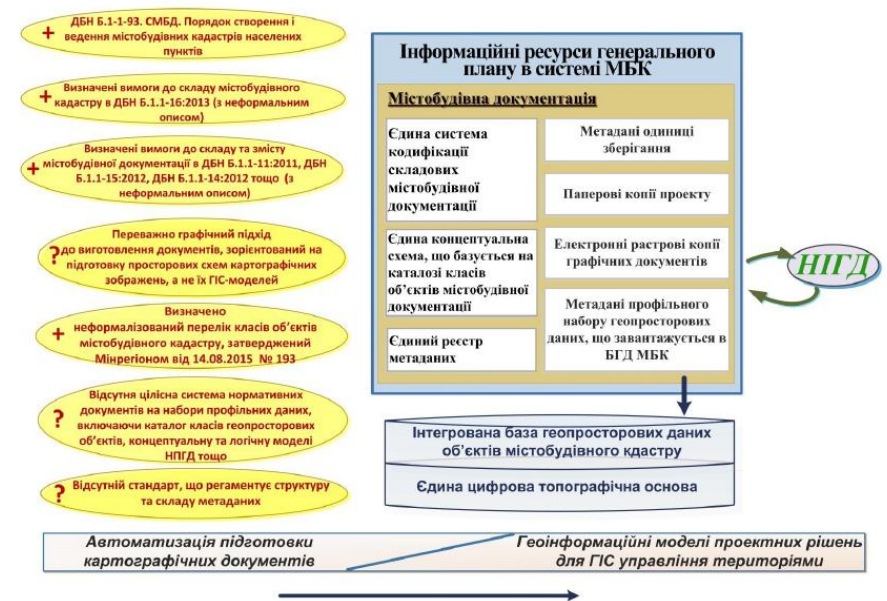 + ДБН Б.1-1-93. СМБД. Порядок створення і
ведення містобудівних кадастрів населених
пунктів
+ Визначені вимоги до складу містобудівного
кадастру в ДБН Б.1.1-16:2013 (з неформальним
описом)
+ Визначені вимоги до складу та змісту
містобудівної документації в ДБН Б.1.1-11:2011, ДБН
Б.1.1-15:2012, ДБН Б.1.1-14:2012 тощо (з
неформальним описом)
? Переважно графічний підхід
до виготовлення документів, зорієнтований на
підготовку просторових схем картографічних
зображень, а не їх ГІС-моделей
+ Визначено
неформалізований перелік класів об'єктів
містобудівного кадастру, затверджений
Мінрегіоном від 14.08.2015 № 193
? Відсутня цілісна система нормативних
документів на набори профільних даних,
включаючи каталог класів геопросторових
об'єктів, концептуальну та логічну моделі
НПГД тощо
? Відсутній стандарт, що регаментує структуру
та складу метаданих
Інформаційні ресурси генерального
плану в системі МБК
Містобудівна документація
Єдина система
кодифікації
складових
містобудівної
документації
Єдина концептуальна
схема, що базується на
каталозі класів
об'єктів містобудівної
документації
Єдиний реєстр
метаданих
Метадані одиниці
зберігання
Паперові копії проекту
Електронні растрові копії
графічних документів
Метадані профільного
набору геопросторових
даних, що завантажується в
БГД МБК
НІГД
Інтегрована база геопросторових даних
об'єктів містобудівного кдастру
Єдина цифрова топографічна основа
Автоматизація підготовки
картографічних документів
Геоінформаційні моделі проектних рішень
для ГІС управління територіями